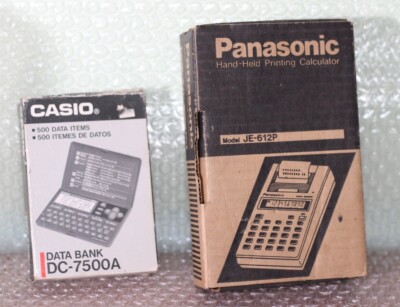 CASIO®
• 500 DATA ITEMS
• 500 ITEMES DE DATOS
DATA BANK
DC-7500A
Panasonic
Hand-Held Printing Calculator
Model JE-612P
Panasonic